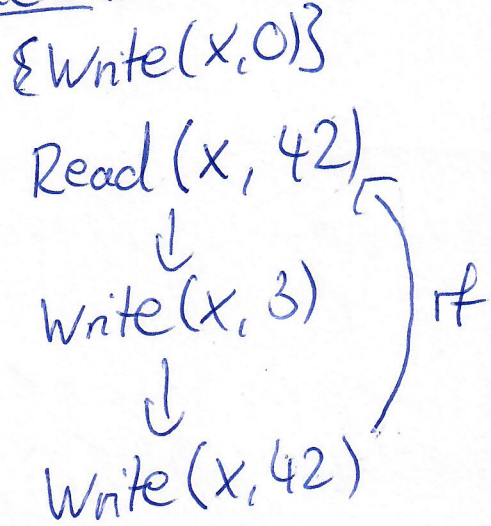 {Write(x,0)}
Read(x, 42)
Write(x, 3)
rf
Write(x,42)